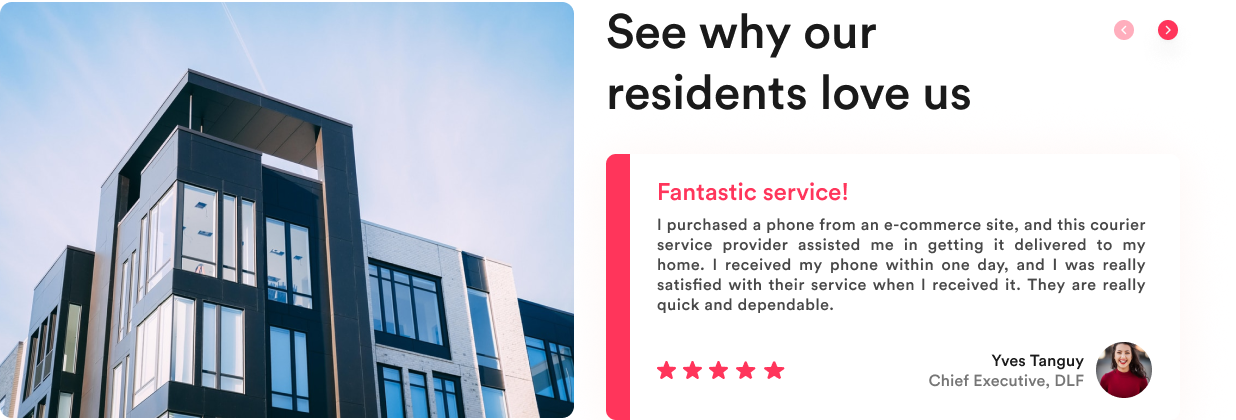 See why our
residents love us
Fantastic service!
I purchased a phone from an e-commerce site, and this courier
service provider assisted me in getting it delivered to my
home. I received my phone within one day, and I was really
satisfied with their service when I received it. They are really
quick and dependable.
Yves Tanguy
Chief Executive, DLF